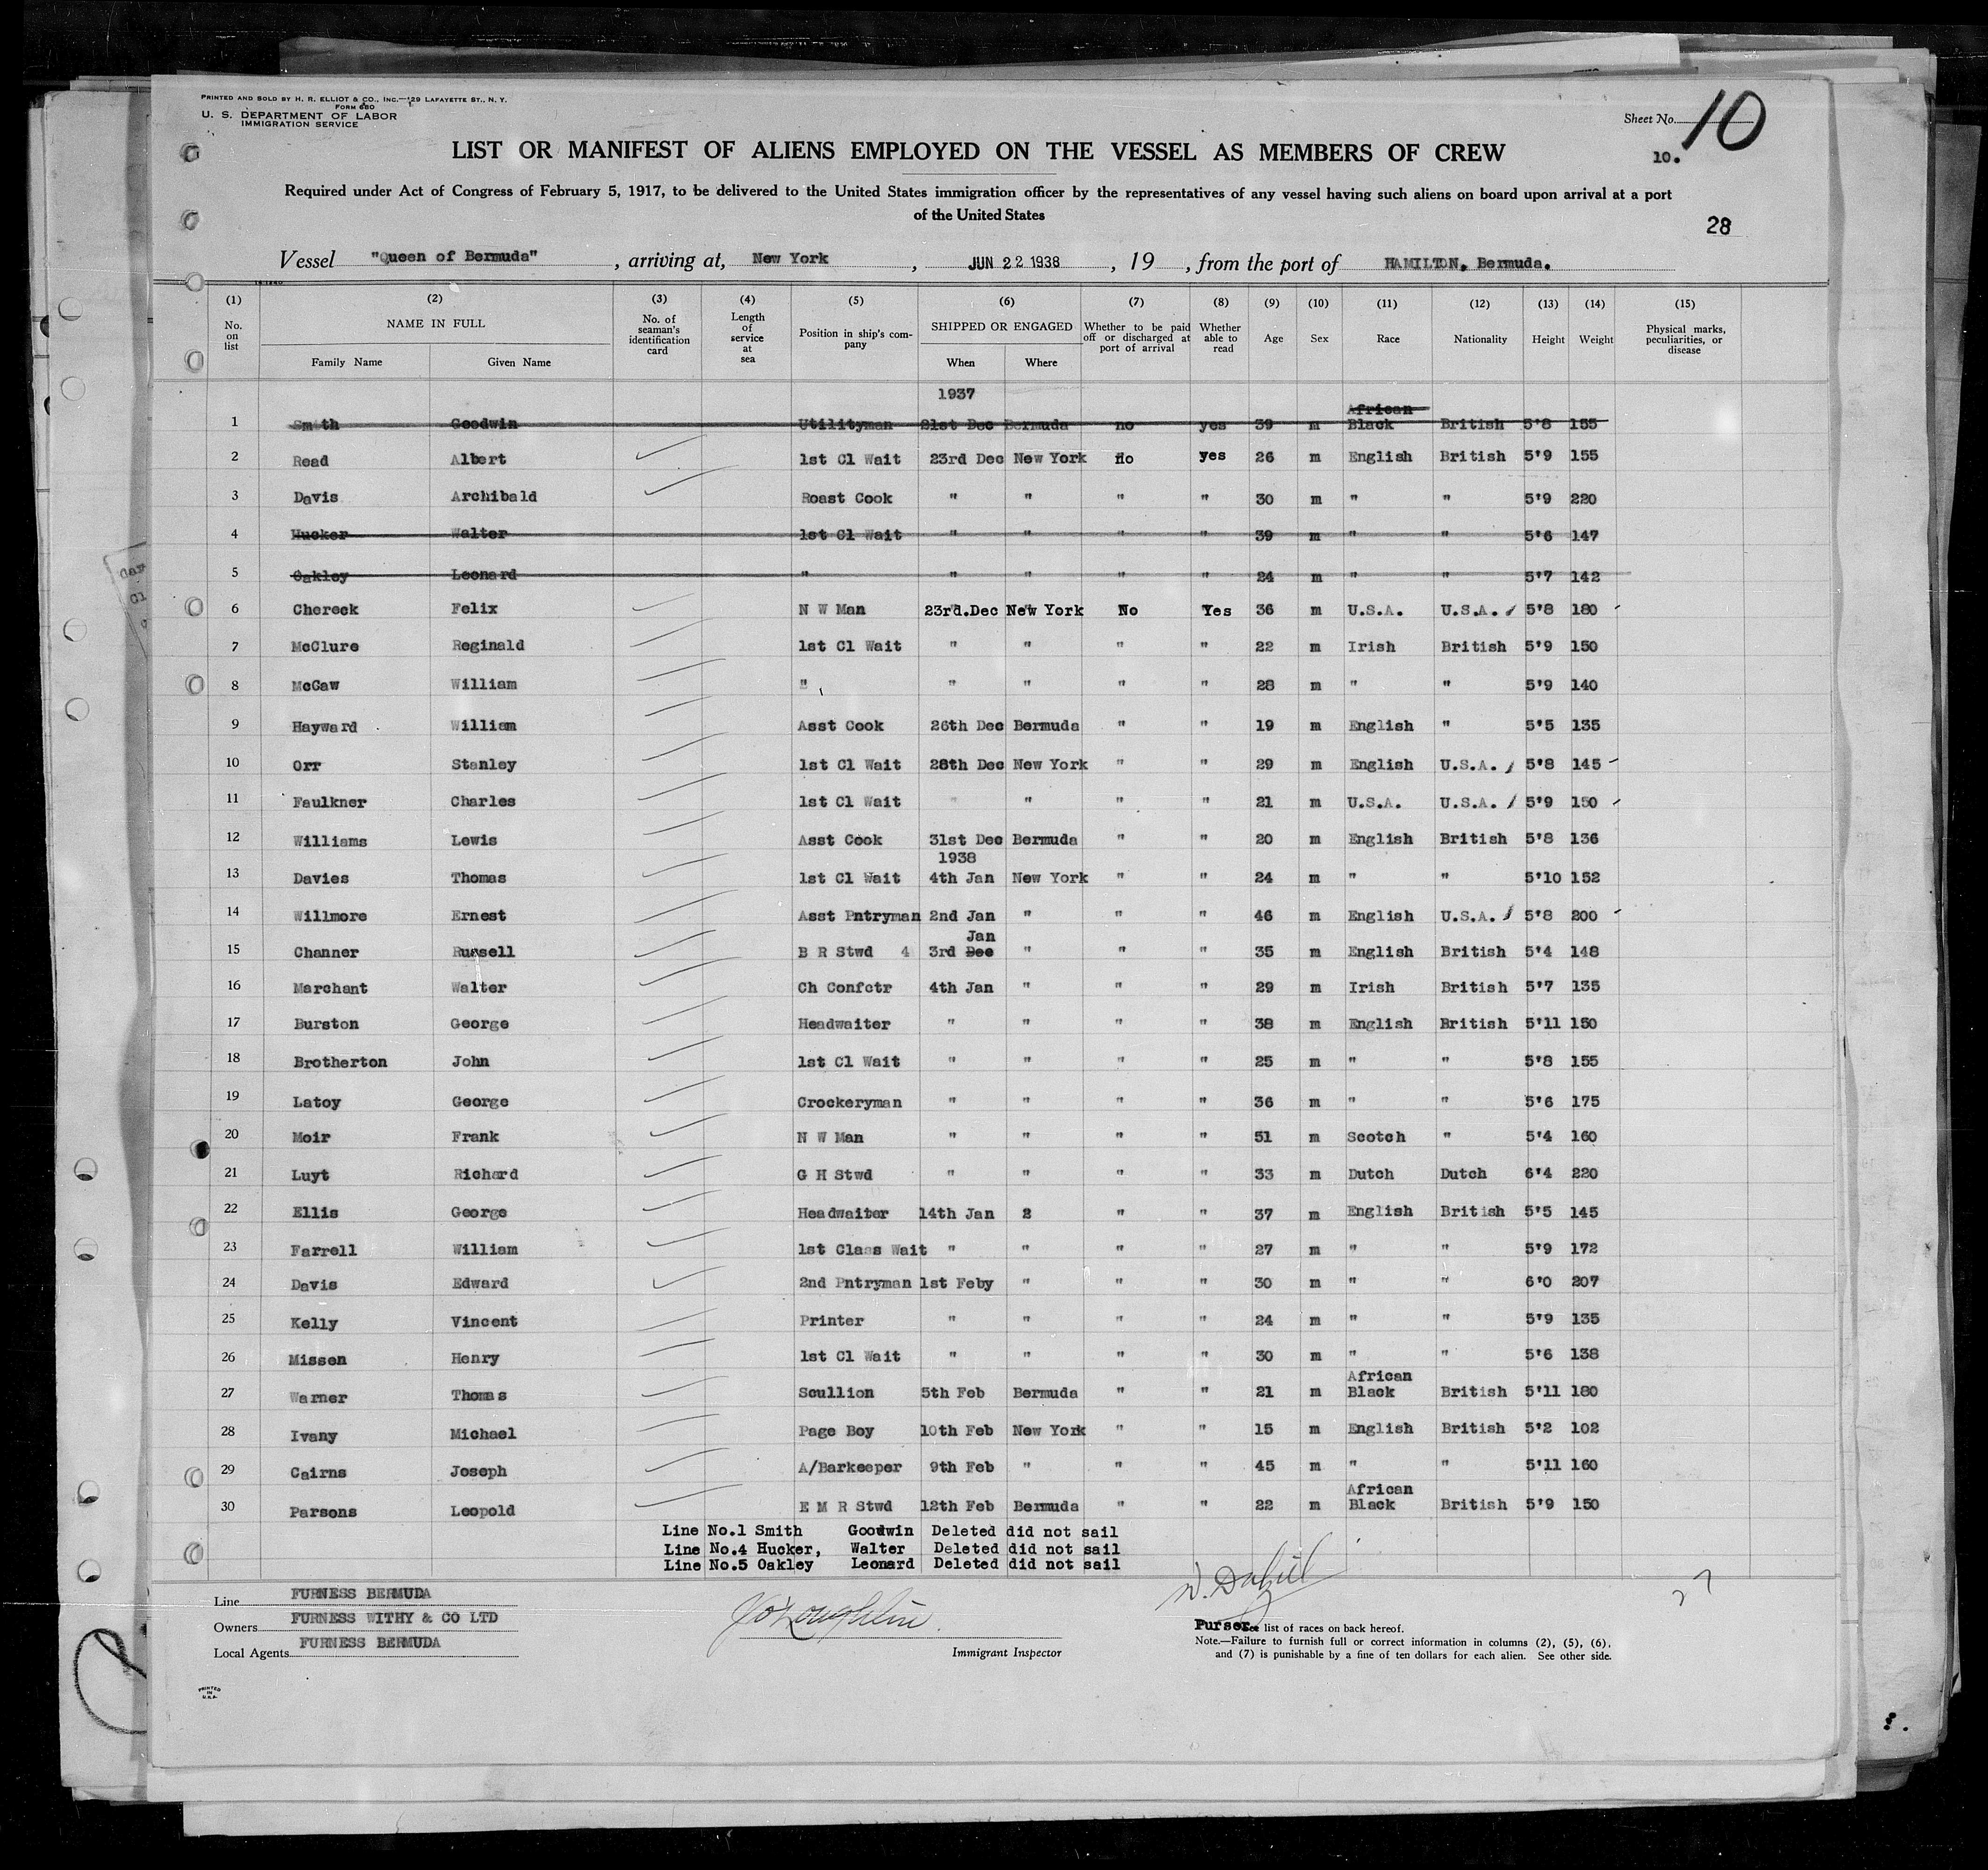 PRINTED AND SOLD BY H. R. ELLIOT & CO., INC.—129 LAFAYETTE ST., N. Y.
FORM 680
U. S. DEPARTMENT OF LABOR
IMMIGRATION SERVICE
Sheet No. 10
10.
LIST OR MANIFEST OF ALIENS EMPLOYED ON THE VESSEL AS MEMBERS OF CREW
Required under Act of Congress of February 5, 1917, to be delivered to the United States immigration officer by the representatives of any vessel having such aliens on board upon arrival at a port
of the United States
28
Vessel "Queen of Bermuda", arriving at, New York, JUN 22 1938, 19 , from the port of HAMILTON, Bermuda.
(1) (2) (3) (4) (5) (6) (7) (8) (9) (10) (11) (12) (13) (14) (15)
No. on list NAME IN FULL Family Name Given Name No. of seaman's identification card Length of service at sea Position in ship's company SHIPPED OR ENGAGED When Where Whether to be paid off or discharged at port of arrival Whether able to read Age Sex Race Nationality Height Weight Physical marks, peculiarities, or disease
1937
African
1 Smith Goodwin Utilityman 21st Dec Bermuda no yes 39 m Black British 5'8 155
2 Read Albert 1st Cl Wait 23rd Dec New York no yes 26 m English British 5'9 155
3 Davis Archibald Roast Cook " " " " 30 m " " 5'9 220
4 Hucker Walter 1st Cl Wait " " " " 39 m " " 5'6 147
5 Oakley Leonard " " " " " 24 m " " 5'7 142
6 Chereck Felix N W Man 23rd.Dec New York No Yes 36 m U.S.A. U.S.A. 5'8 180
7 McClure Reginald 1st Cl Wait " " " " 22 m Irish British 5'9 150
8 McCaw William " " " " " 28 m " " 5'9 140
9 Hayward William Asst Cook 26th Dec Bermuda " " 19 m English " 5'5 135
10 Orr Stanley 1st Cl Wait 28th Dec New York " " 29 m English U.S.A. 5'8 145
11 Faulkner Charles 1st Cl Wait " " " " 21 m U.S.A. U.S.A. 5'9 150
12 Williams Lewis Asst Cook 31st Dec Bermuda " " 20 m English British 5'8 136
1938
13 Davies Thomas 1st Cl Wait 4th Jan New York " " 24 m " " 5'10 152
14 Willmore Ernest Asst Pntryman 2nd Jan " " " 46 m English U.S.A. 5'8 200
Jan
15 Channer Russell B R Stwd 4 3rd Dec " " " 35 m English British 5'4 148
16 Marchant Walter Ch Confctr 4th Jan " " " 29 m Irish British 5'7 135
17 Burston George Headwaiter " " " " 38 m English British 5'11 150
18 Brotherton John 1st Cl Wait " " " " 25 m " " 5'8 155
19 Latoy George Crockeryman " " " " 36 m " " 5'6 175
20 Moir Frank N W Man " " " " 51 m Scotch " 5'4 160
21 Luyt Richard G H Stwd " " " " 33 m Dutch Dutch 6'4 220
22 Ellis George Headwaiter 14th Jan 2 " " 37 m English British 5'5 145
23 Farrell William 1st Class Wait " " " " 27 m " " 5'9 172
24 Davis Edward 2nd Pntryman 1st Feby " " " 30 m " " 6'0 207
25 Kelly Vincent Printer " " " " 24 m " " 5'9 135
26 Missen Henry 1st Cl Wait " " " " 30 m " " 5'6 138
African
27 Warner Thomas Scullion 5th Feb Bermuda " " 21 m Black British 5'11 180
28 Ivany Michael Page Boy 10th Feb New York " " 15 m English British 5'2 102
29 Cairns Joseph A/Barkeeper 9th Feb " " " 45 m " " 5'11 160
African
30 Parsons Leopold E M R Stwd 12th Feb Bermuda " " 22 m Black British 5'9 150
Line No.1 Smith Goodwin Deleted did not sail
Line No.4 Hucker, Walter Deleted did not sail
Line No.5 Oakley Leonard Deleted did not sail
Line FURNESS BERMUDA
Owners FURNESS WITHY & CO LTD
Local Agents FURNESS BERMUDA
Immigrant Inspector
Purser
list of races on back hereof.
Note.—Failure to furnish full or correct information in columns (2), (5), (6),
and (7) is punishable by a fine of ten dollars for each alien. See other side.
27
PRINTED
IN
U.S.A.